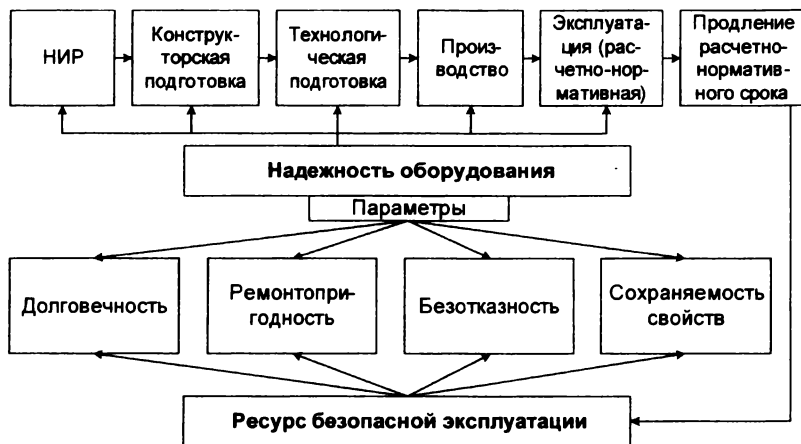 НИР
Конструк-
торская
подготовка
Технологи-
ческая
подготовка
Произ-
водство
Эксплуата-
ция (рас-
четно-нор-
мативная)
Продление
расчетно-
норматив-
ного срока
Надежность оборудования
Параметры
Долговечность
Ремонтопри-
годность
Безотказность
Сохраняемость
свойств
Ресурс безопасной эксплуатации